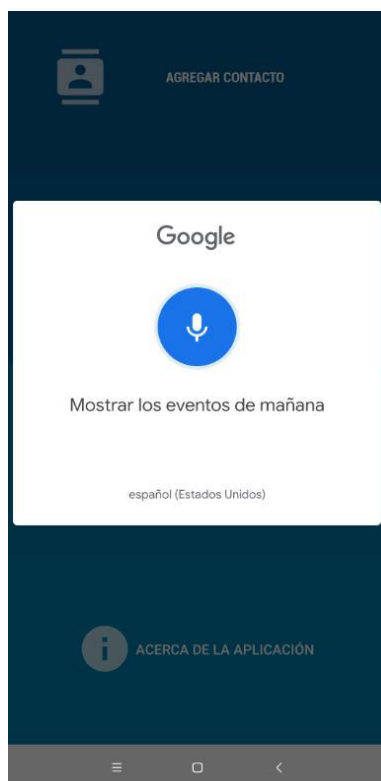 AGREGAR CONTACTO
Google
Mostrar los eventos de mañana
español (Estados Unidos)
ACERCA DE LA APLICACIÓN